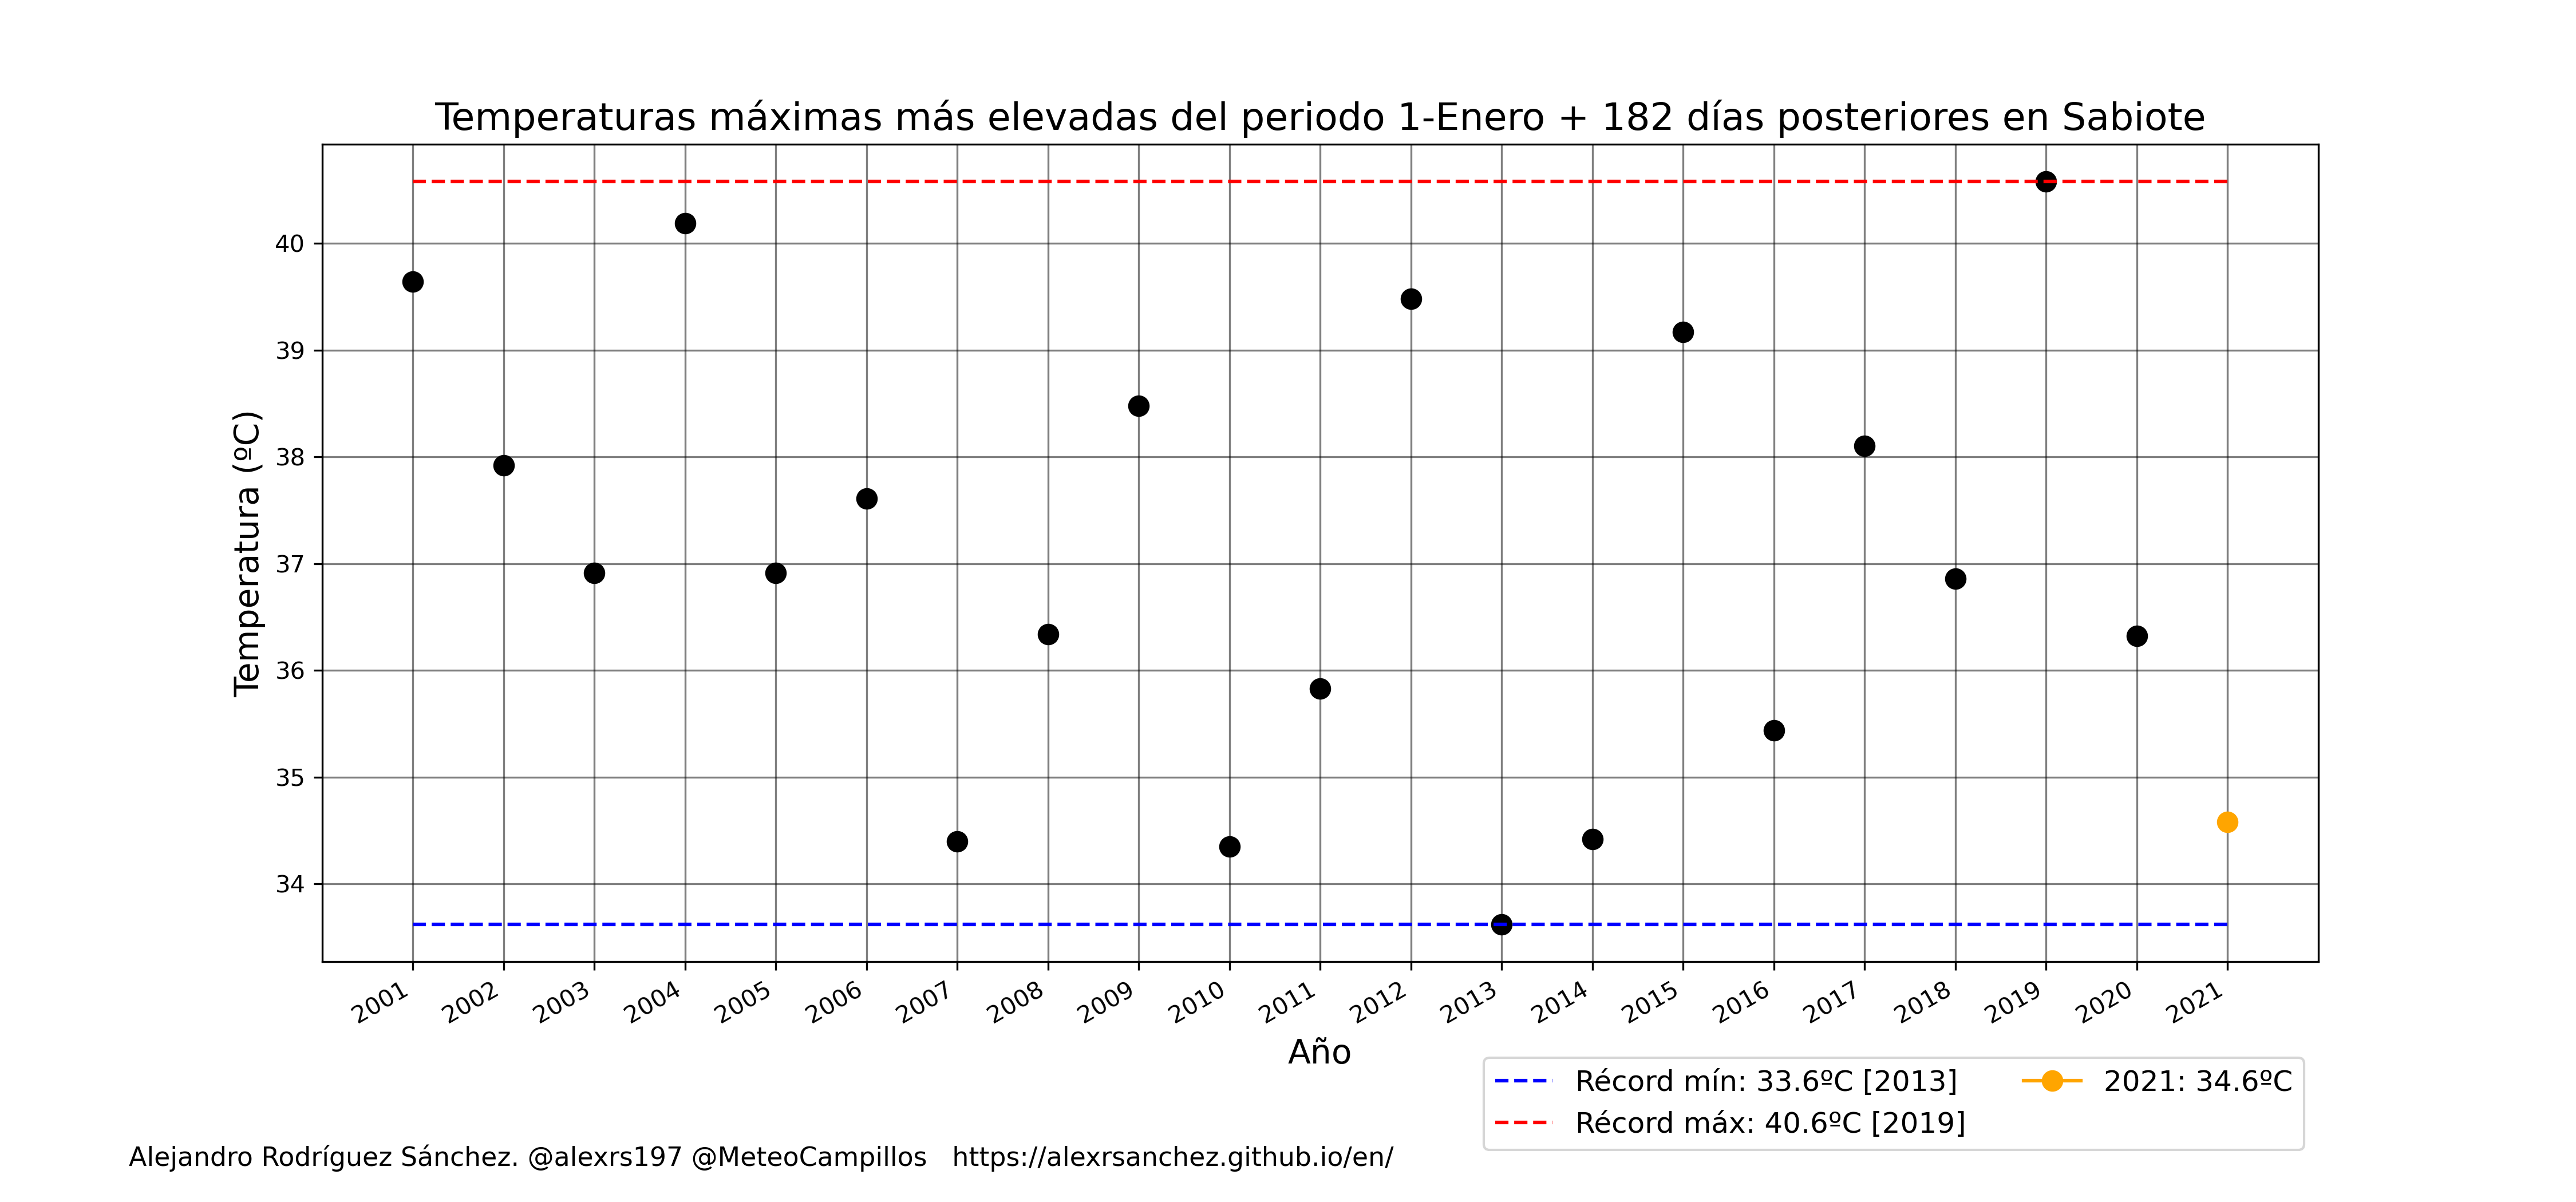 Temperaturas máximas más elevadas del periodo 1-Enero + 182 días posteriores en Sabiote
Temperatura (ºC)
40
39
38
37
36
35
34
2001 2002 2003 2004 2005 2006 2007 2008 2009 2010 2011 2012 2013 2014 2015 2016 2017 2018 2019 2020 2021
Año
Récord mín: 33.6ºC [2013]
Récord máx: 40.6ºC [2019]
2021: 34.6ºC
Alejandro Rodríguez Sánchez. @alexrs197 @MeteoCampillos https://alexrsanchez.github.io/en/